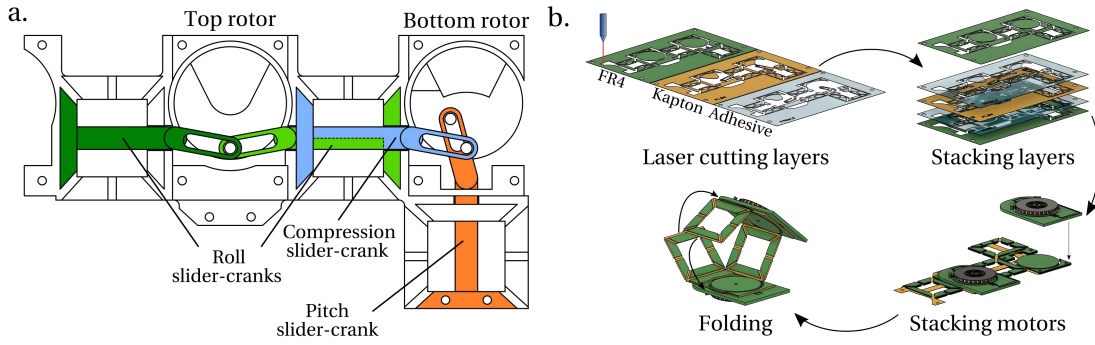 a.
Top rotor
Bottom rotor
Roll
slider-cranks
Compression
slider-crank
Pitch
slider-crank
b.
FR4
Kapton
Adhesive
Laser cutting layers
Stacking layers
Folding
Stacking motors